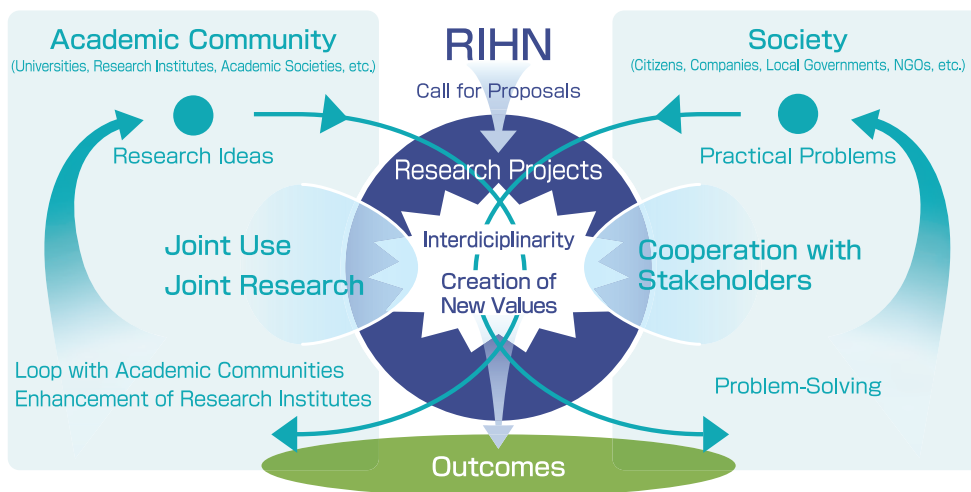 Academic Community
(Universities, Research Institutes, Academic Societies, etc.)
Research Ideas
Joint Use
Joint Research
Loop with Academic Communities
Enhancement of Research Institutes
RIHN
Call for Proposals
Research Projects
Interdiciplinarity
Creation of
New Values
Outcomes
Society
(Citizens, Companies, Local Governments, NGOs, etc.)
Practical Problems
Cooperation with
Stakeholders
Problem-Solving